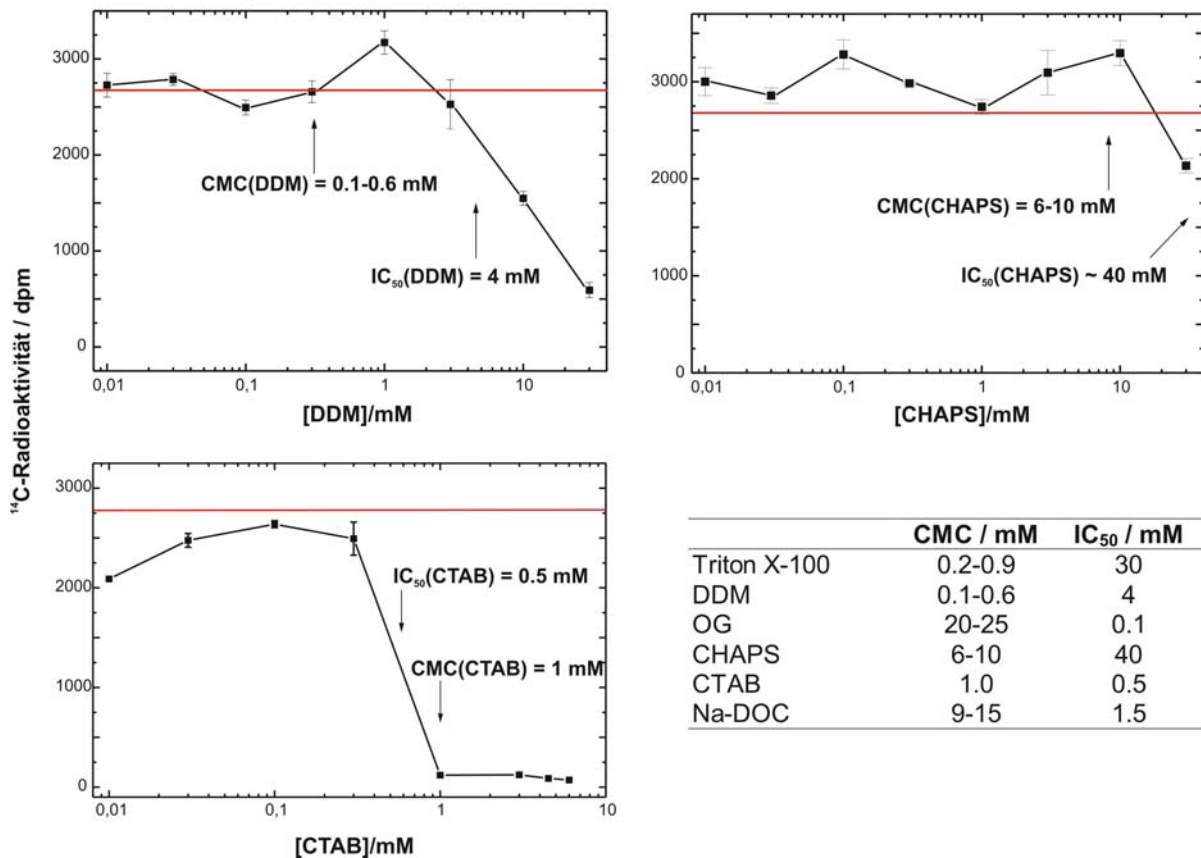 ¹⁴C-Radioaktivität / dpm
3000
2000
1000
0
CMC(DDM) = 0.1-0.6 mM
IC₅₀(DDM) = 4 mM
0,01 0,1 1 10
[DDM]/mM
3000
2000
1000
0
CMC(CHAPS) = 6-10 mM
IC₅₀(CHAPS) ~ 40 mM
0,01 0,1 1 10
[CHAPS]/mM
3000
2000
1000
0
IC₅₀(CTAB) = 0.5 mM
CMC(CTAB) = 1 mM
0,01 0,1 1 10
[CTAB]/mM
CMC / mM IC₅₀ / mM
Triton X-100 0.2-0.9 30
DDM 0.1-0.6 4
OG 20-25 0.1
CHAPS 6-10 40
CTAB 1.0 0.5
Na-DOC 9-15 1.5